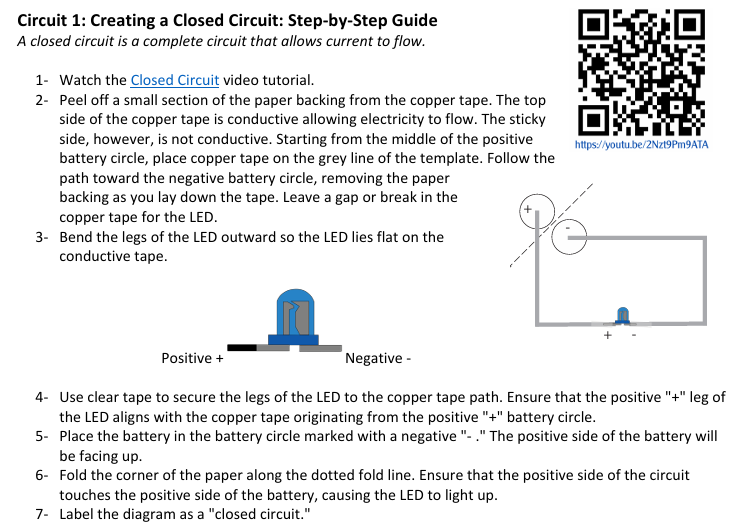 Circuit 1: Creating a Closed Circuit: Step-by-Step Guide
A closed circuit is a complete circuit that allows current to flow.
1- Watch the Closed Circuit video tutorial.
2- Peel off a small section of the paper backing from the copper tape. The top
side of the copper tape is conductive allowing electricity to flow. The sticky
side, however, is not conductive. Starting from the middle of the positive
battery circle, place copper tape on the grey line of the template. Follow the
path toward the negative battery circle, removing the paper
backing as you lay down the tape. Leave a gap or break in the
copper tape for the LED.
3- Bend the legs of the LED outward so the LED lies flat on the
conductive tape.
https://youtu.be/2Nzt9Pm9ATA
+
-
+ -
Positive +
Negative -
4- Use clear tape to secure the legs of the LED to the copper tape path. Ensure that the positive "+" leg of
the LED aligns with the copper tape originating from the positive "+" battery circle.
5- Place the battery in the battery circle marked with a negative "- ." The positive side of the battery will
be facing up.
6- Fold the corner of the paper along the dotted fold line. Ensure that the positive side of the circuit
touches the positive side of the battery, causing the LED to light up.
7- Label the diagram as a "closed circuit."